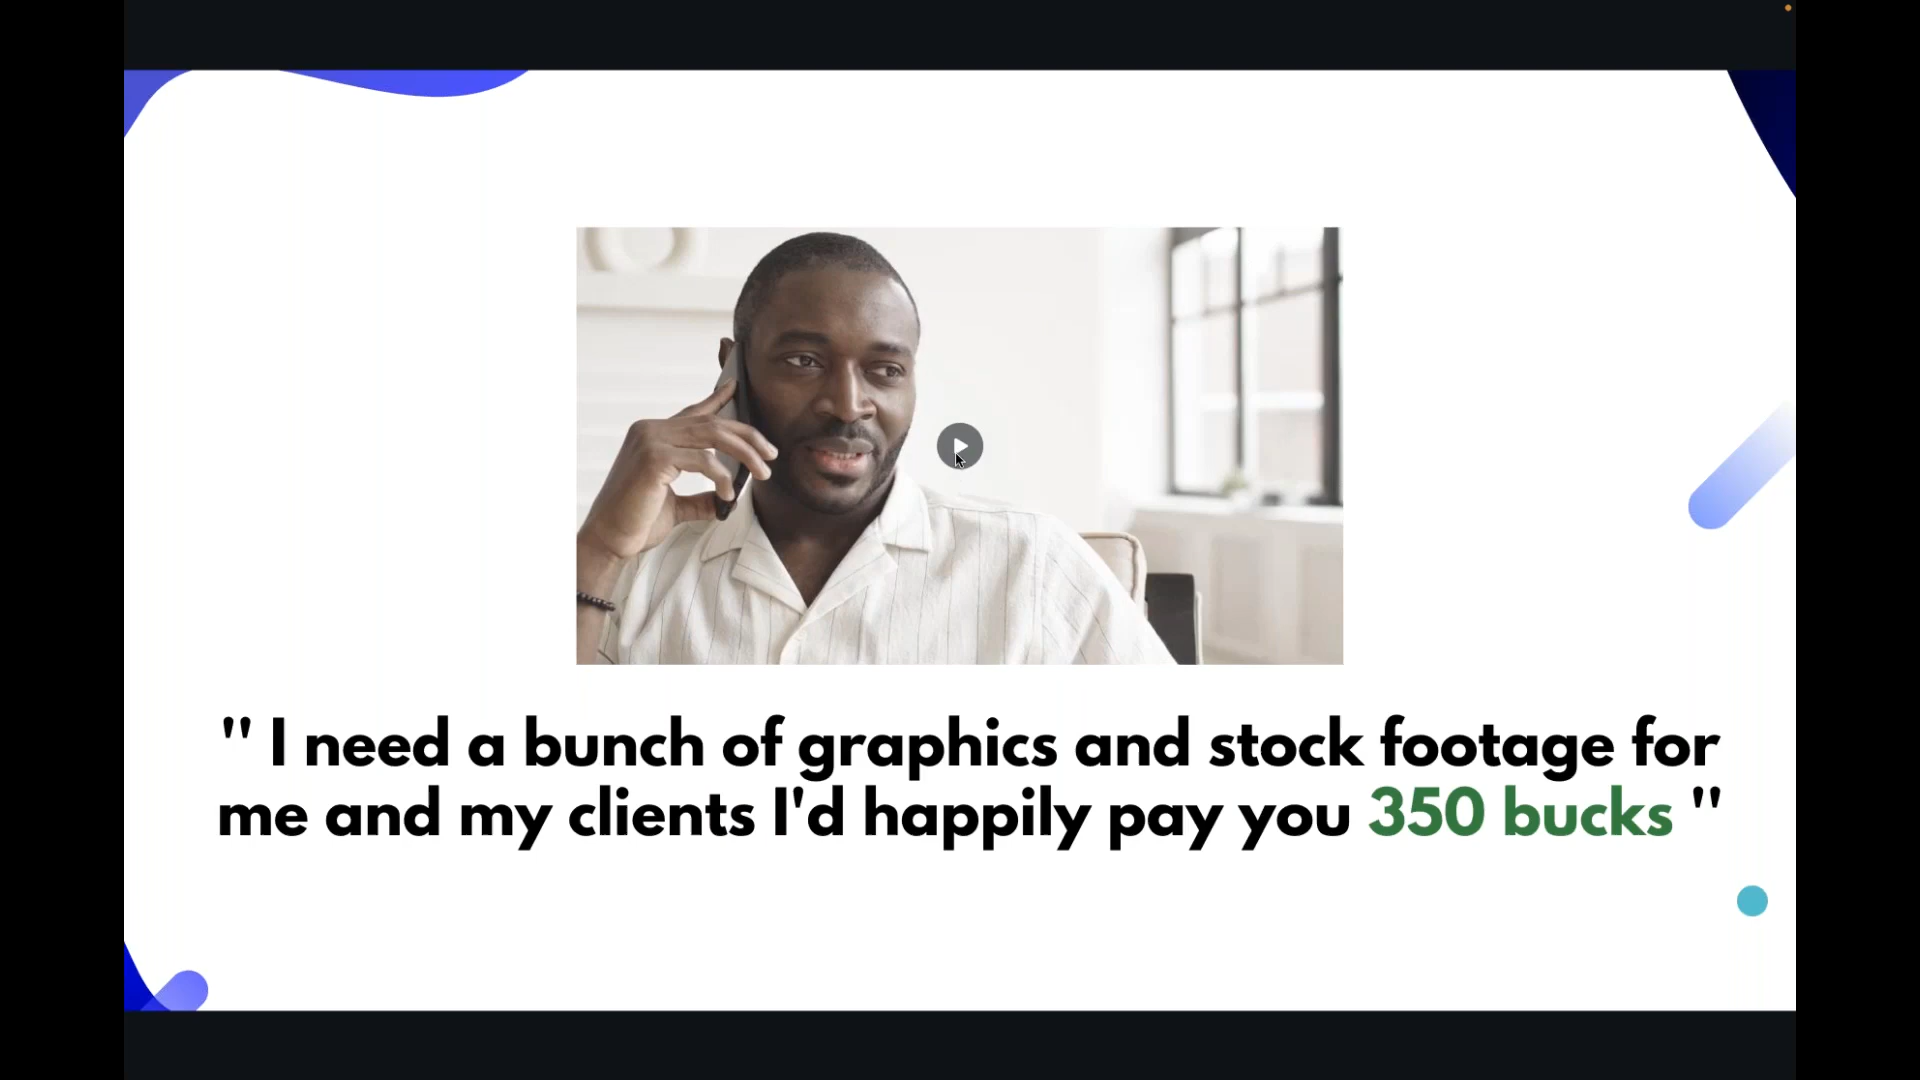 " I need a bunch of graphics and stock footage for
me and my clients I'd happily pay you 350 bucks "